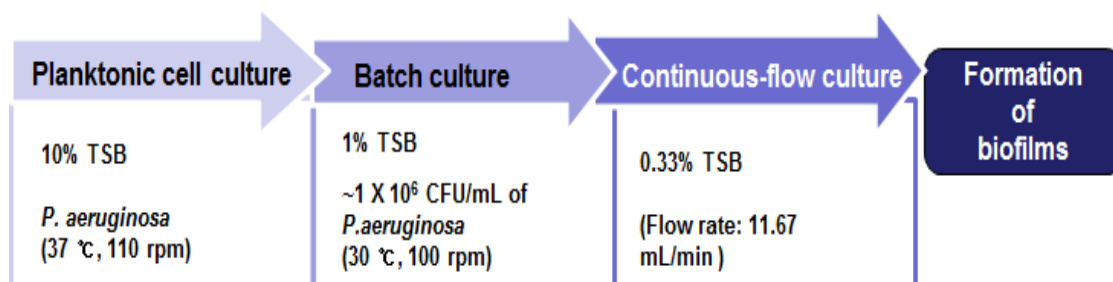 Planktonic cell culture
10% TSB
P. aeruginosa
(37 ℃, 110 rpm)
Batch culture
1% TSB
~1 X 10⁶ CFU/mL of
P.aeruginosa
(30 ℃, 100 rpm)
Continuous-flow culture
0.33% TSB
(Flow rate: 11.67
mL/min )
Formation
of
biofilms